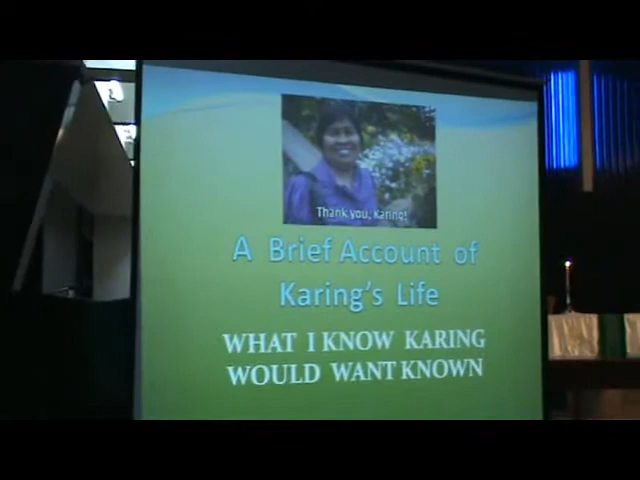 Thank you, Karing!
A Brief Account of
Karing's Life
WHAT I KNOW KARING
WOULD WANT KNOWN